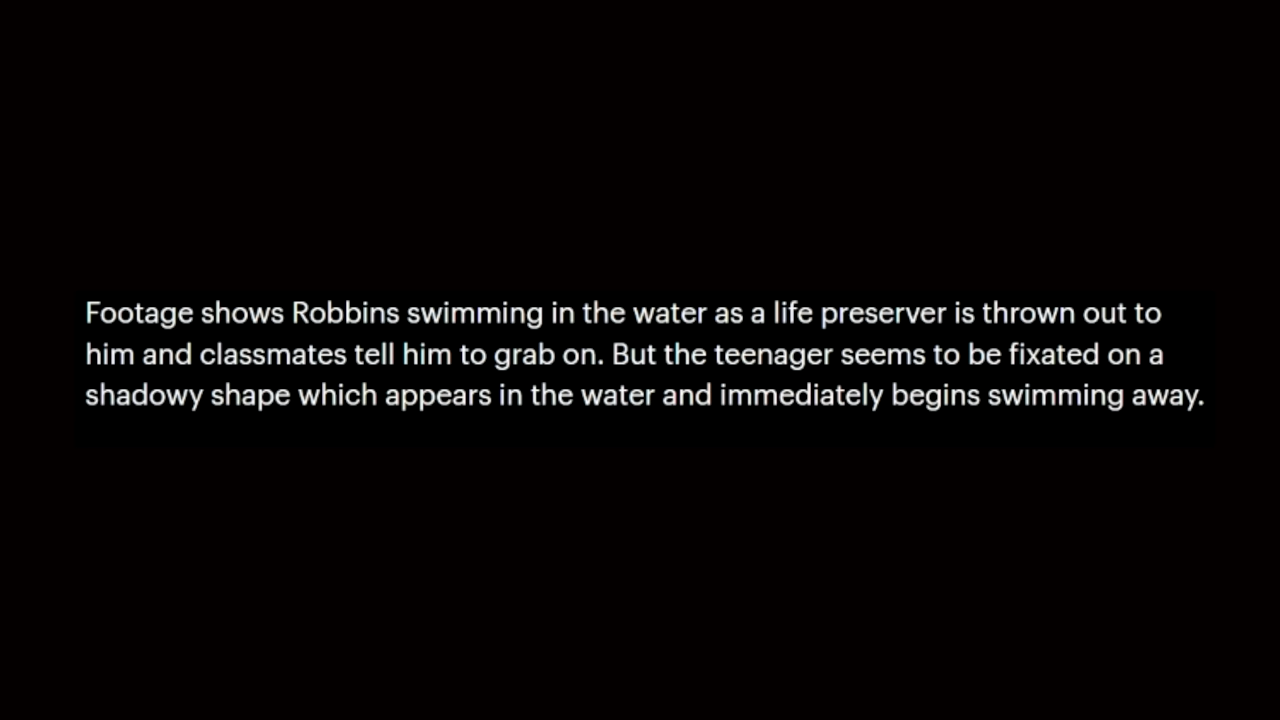 Footage shows Robbins swimming in the water as a life preserver is thrown out to
him and classmates tell him to grab on. But the teenager seems to be fixated on a
shadowy shape which appears in the water and immediately begins swimming away.